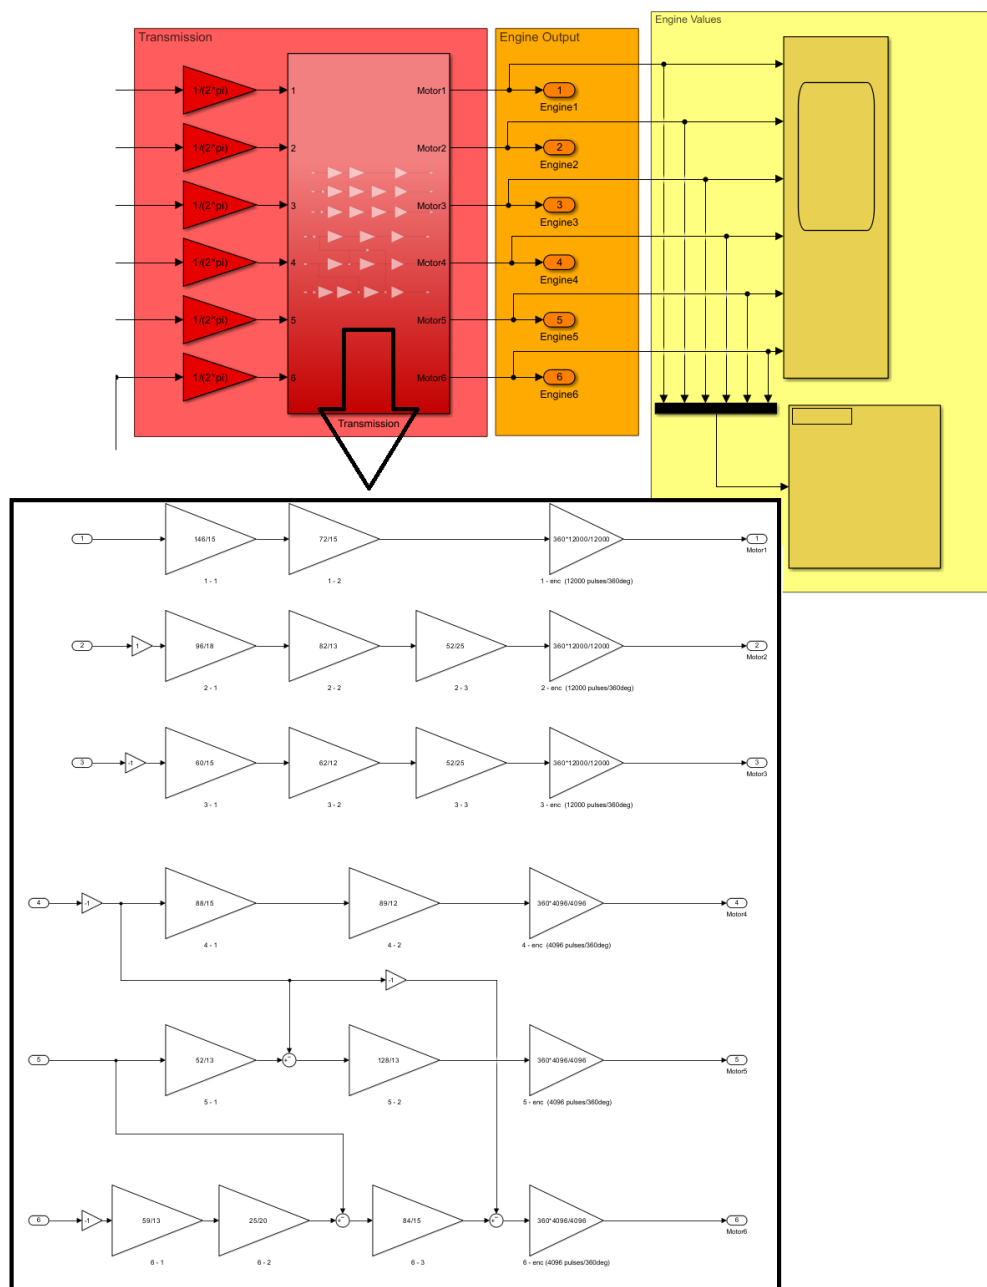 Transmission
Engine Output
Engine Values
1/(2*pi)
1
Motor1
1
Engine1
1/(2*pi)
2
Motor2
2
Engine2
1/(2*pi)
3
Motor3
3
Engine3
1/(2*pi)
4
Motor4
4
Engine4
1/(2*pi)
5
Motor5
5
Engine5
1/(2*pi)
6
Motor6
6
Engine6
Transmission
1
146/15
72/15
360*12000/12000
1
Motor1
1 - 1
1 - 2
1 - enc (12000 pulses/360deg)
2
1
96/18
82/13
52/25
360*12000/12000
2
Motor2
2 - 1
2 - 2
2 - 3
2 - enc (12000 pulses/360deg)
3
-1
60/15
62/12
52/25
360*12000/12000
3
Motor3
3 - 1
3 - 2
3 - 3
3 - enc (12000 pulses/360deg)
4
-1
88/15
89/12
360*4096/4096
4
Motor4
4 - 1
4 - 2
4 - enc (4096 pulses/360deg)
-1
5
52/13
128/13
360*4096/4096
5
Motor5
5 - 1
5 - 2
5 - enc (4096 pulses/360deg)
6
-1
59/13
25/20
84/15
360*4096/4096
6
Motor6
6 - 1
6 - 2
6 - 3
6 - enc (4096 pulses/360deg)